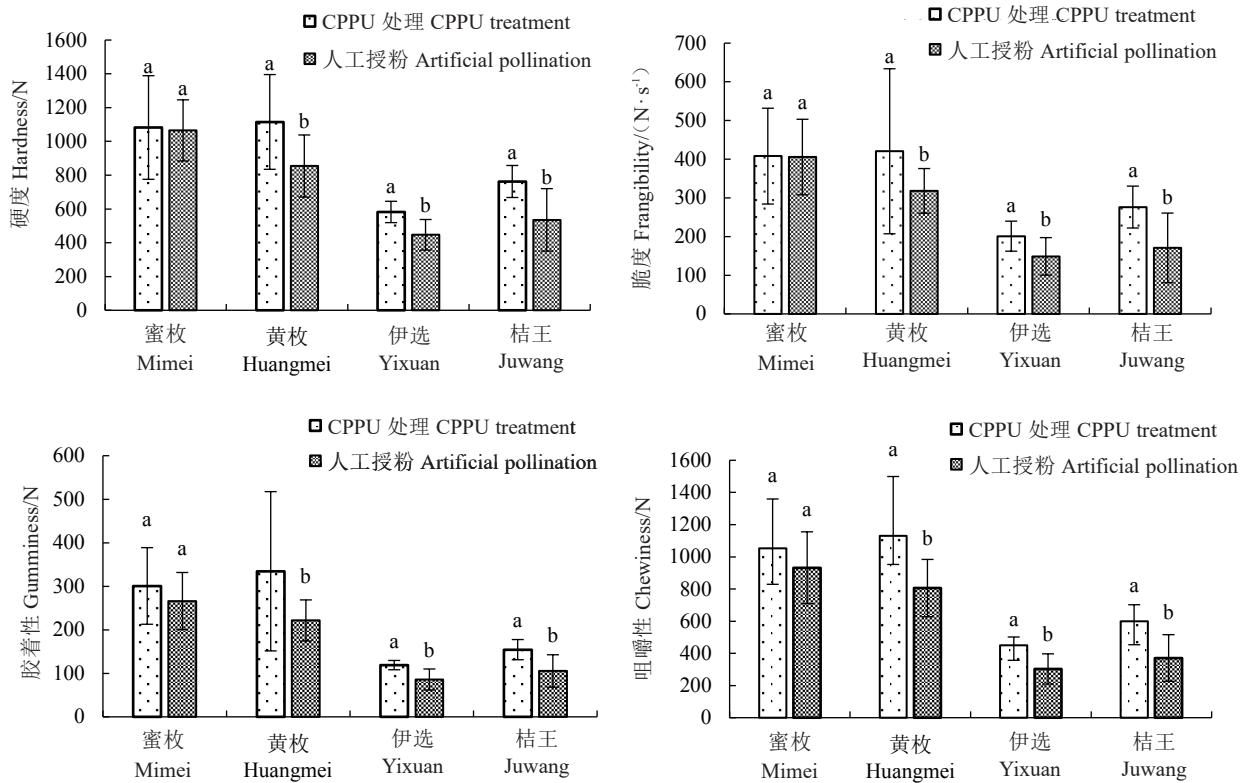 CPPU 处理 CPPU treatment
人工授粉 Artificial pollination
硬度 Hardness/N
1600
1400
1200
1000
800
600
400
200
0
a
a
a
b
a
b
a
b
蜜枚
Mimei
黄枚
Huangmei
伊选
Yixuan
桔王
Juwang
CPPU 处理 CPPU treatment
人工授粉 Artificial pollination
脆度 Frangibility/(N·s⁻¹)
700
600
500
400
300
200
100
0
a
a
a
b
a
b
a
b
蜜枚
Mimei
黄枚
Huangmei
伊选
Yixuan
桔王
Juwang
CPPU 处理 CPPU treatment
人工授粉 Artificial pollination
胶着性 Gumminess/N
600
500
400
300
200
100
0
a
a
a
b
a
b
a
b
蜜枚
Mimei
黄枚
Huangmei
伊选
Yixuan
桔王
Juwang
CPPU 处理 CPPU treatment
人工授粉 Artificial pollination
咀嚼性 Chewiness/N
1600
1400
1200
1000
800
600
400
200
0
a
a
a
b
a
b
a
b
蜜枚
Mimei
黄枚
Huangmei
伊选
Yixuan
桔王
Juwang